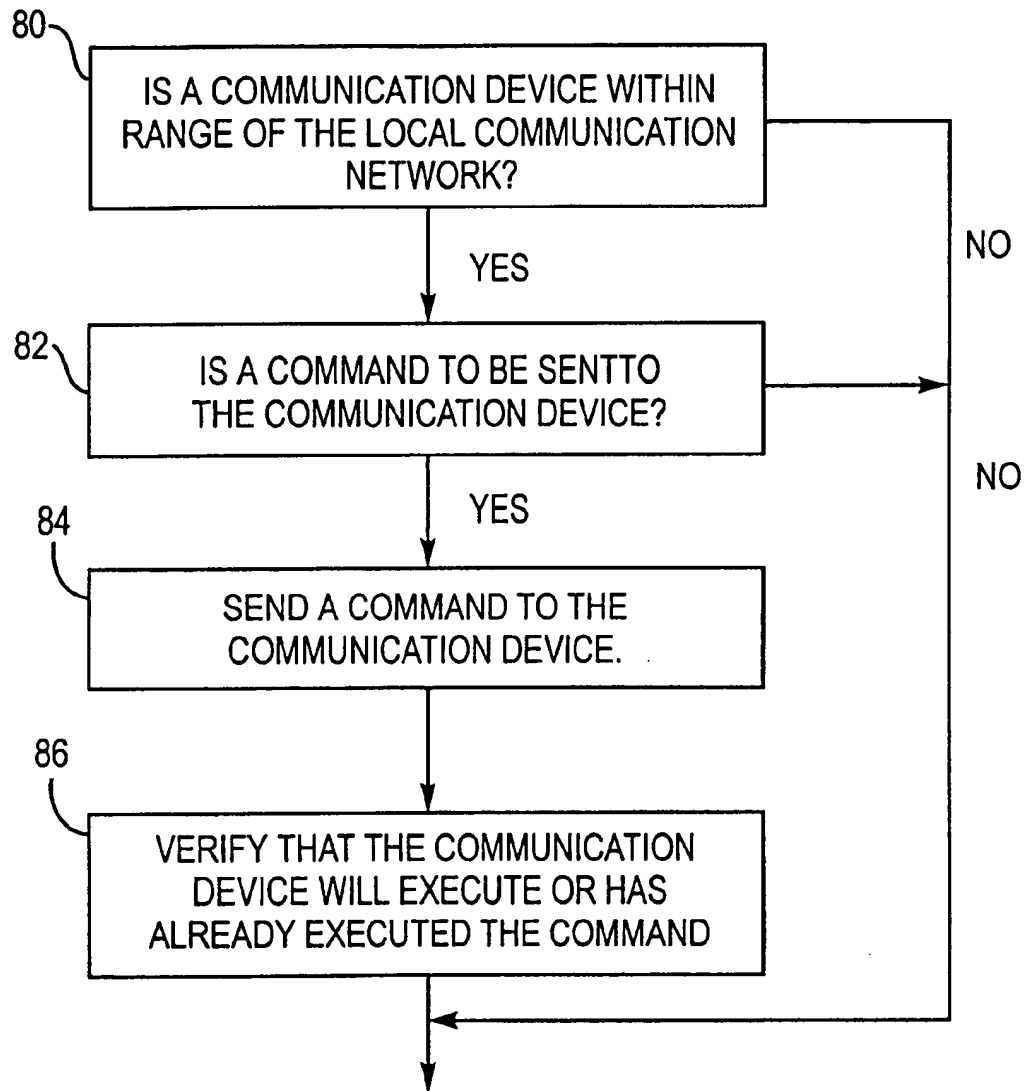 80
IS A COMMUNICATION DEVICE WITHIN
RANGE OF THE LOCAL COMMUNICATION
NETWORK?
NO
YES
82
IS A COMMAND TO BE SENTTO
THE COMMUNICATION DEVICE?
NO
YES
84
SEND A COMMAND TO THE
COMMUNICATION DEVICE.
86
VERIFY THAT THE COMMUNICATION
DEVICE WILL EXECUTE OR HAS
ALREADY EXECUTED THE COMMAND